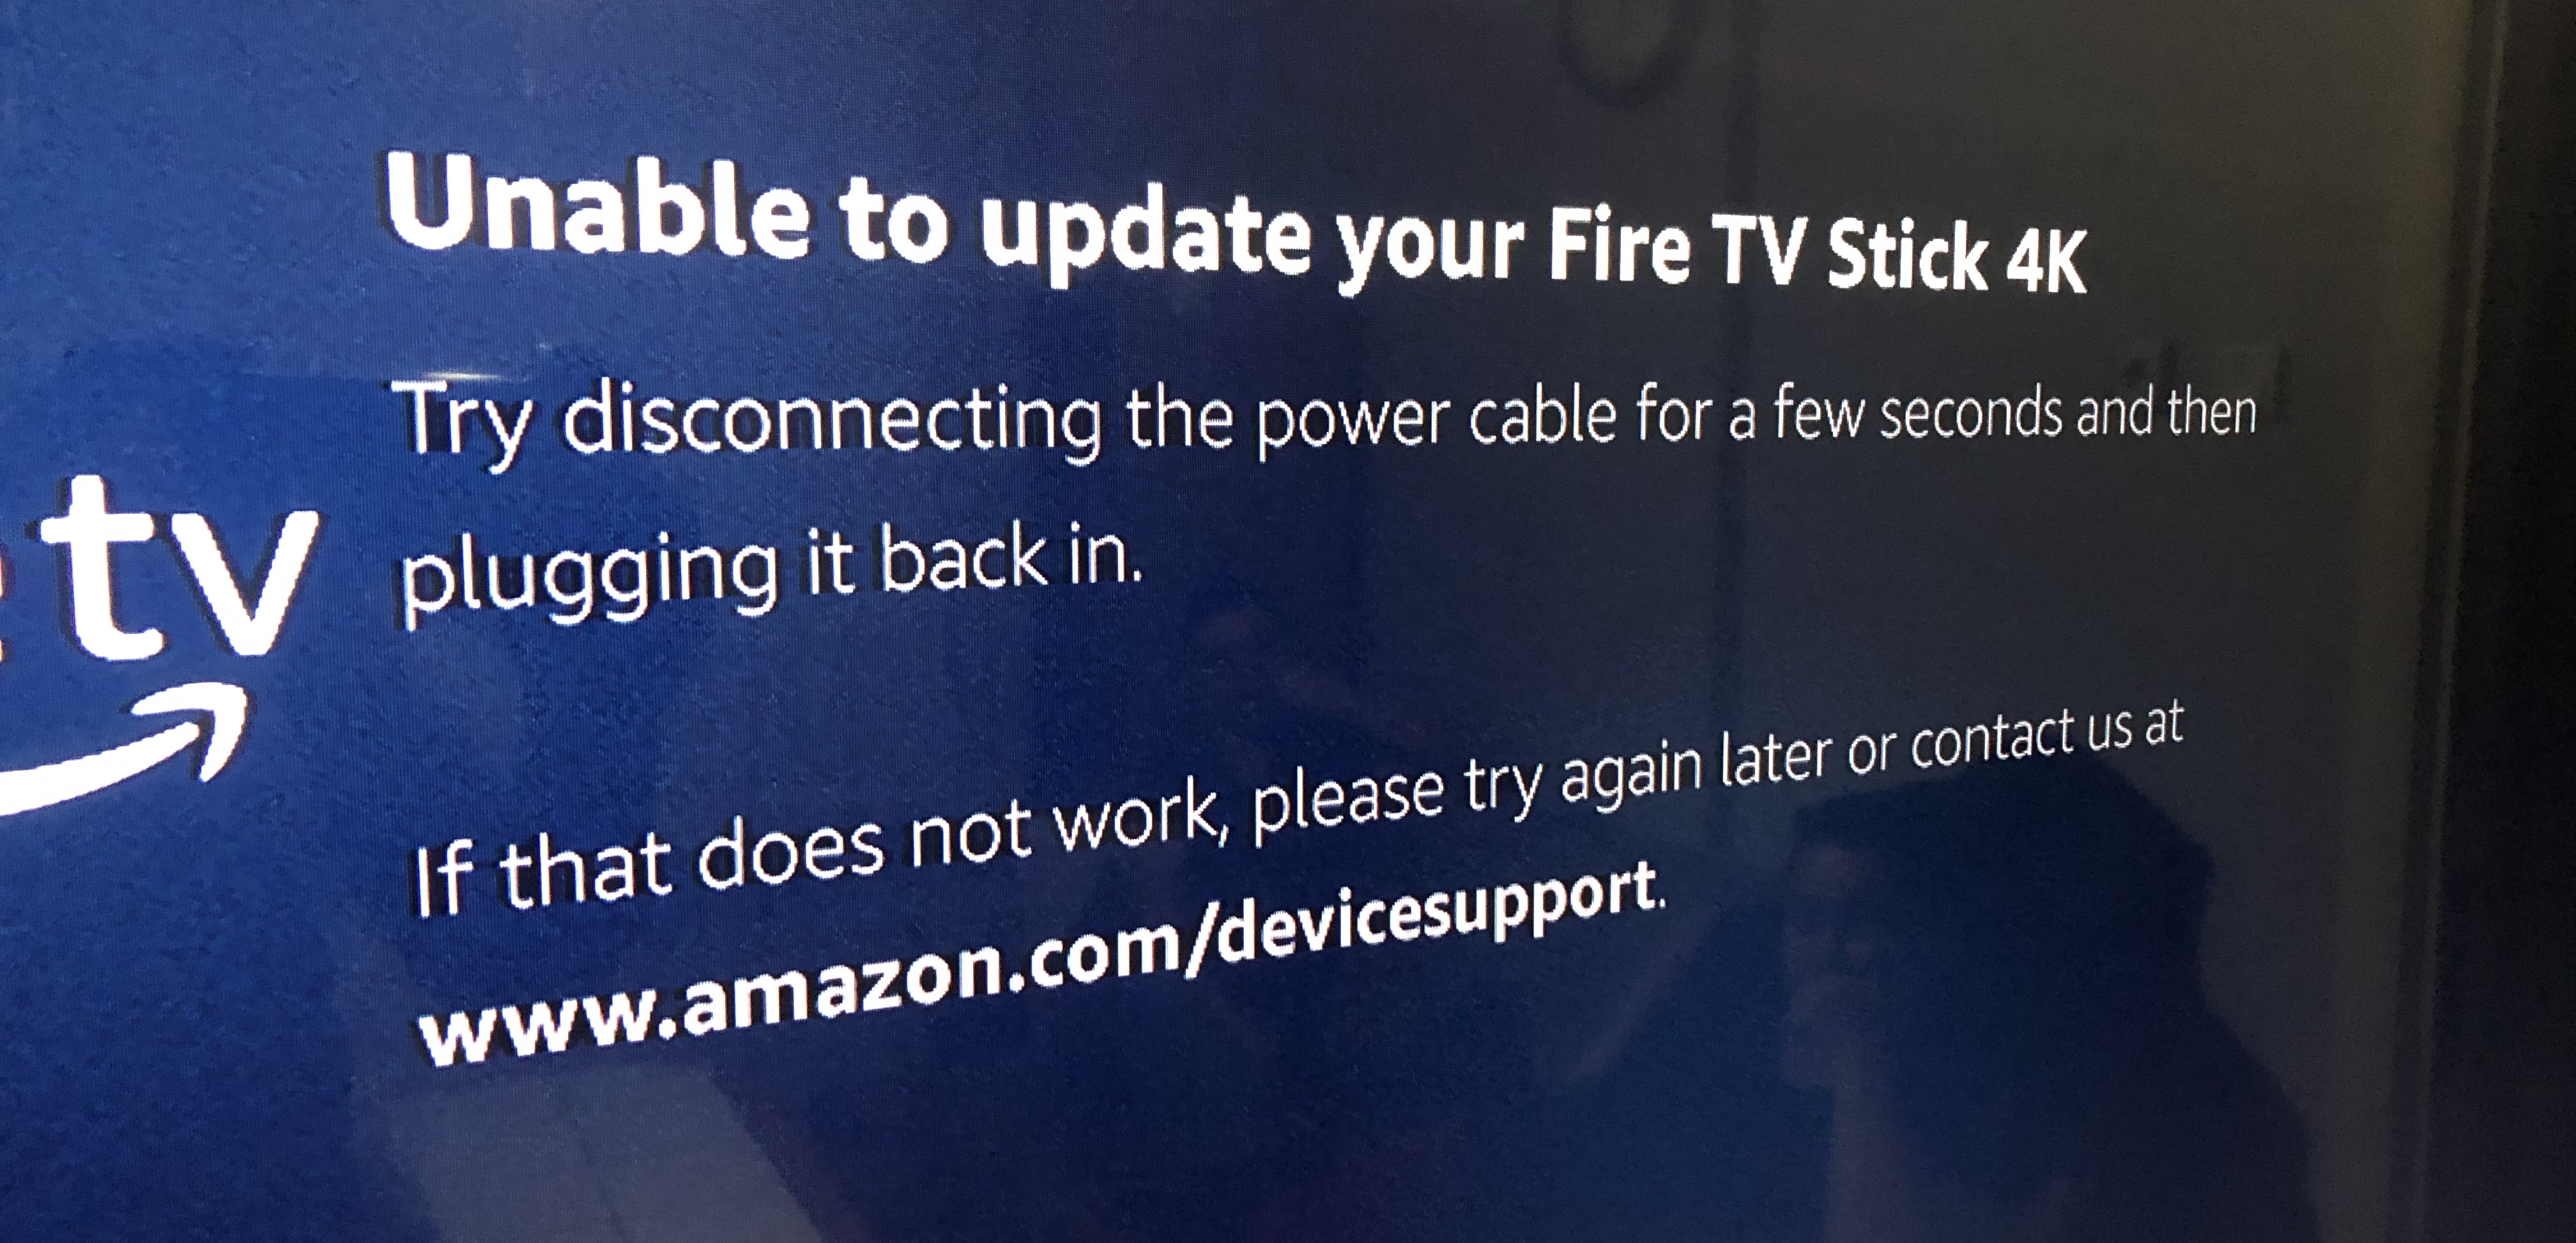 Unable to update your Fire TV Stick 4K
Try disconnecting the power cable for a few seconds and then
plugging it back in.
tv
If that does not work, please try again later or contact us at
www.amazon.com/devicesupport.